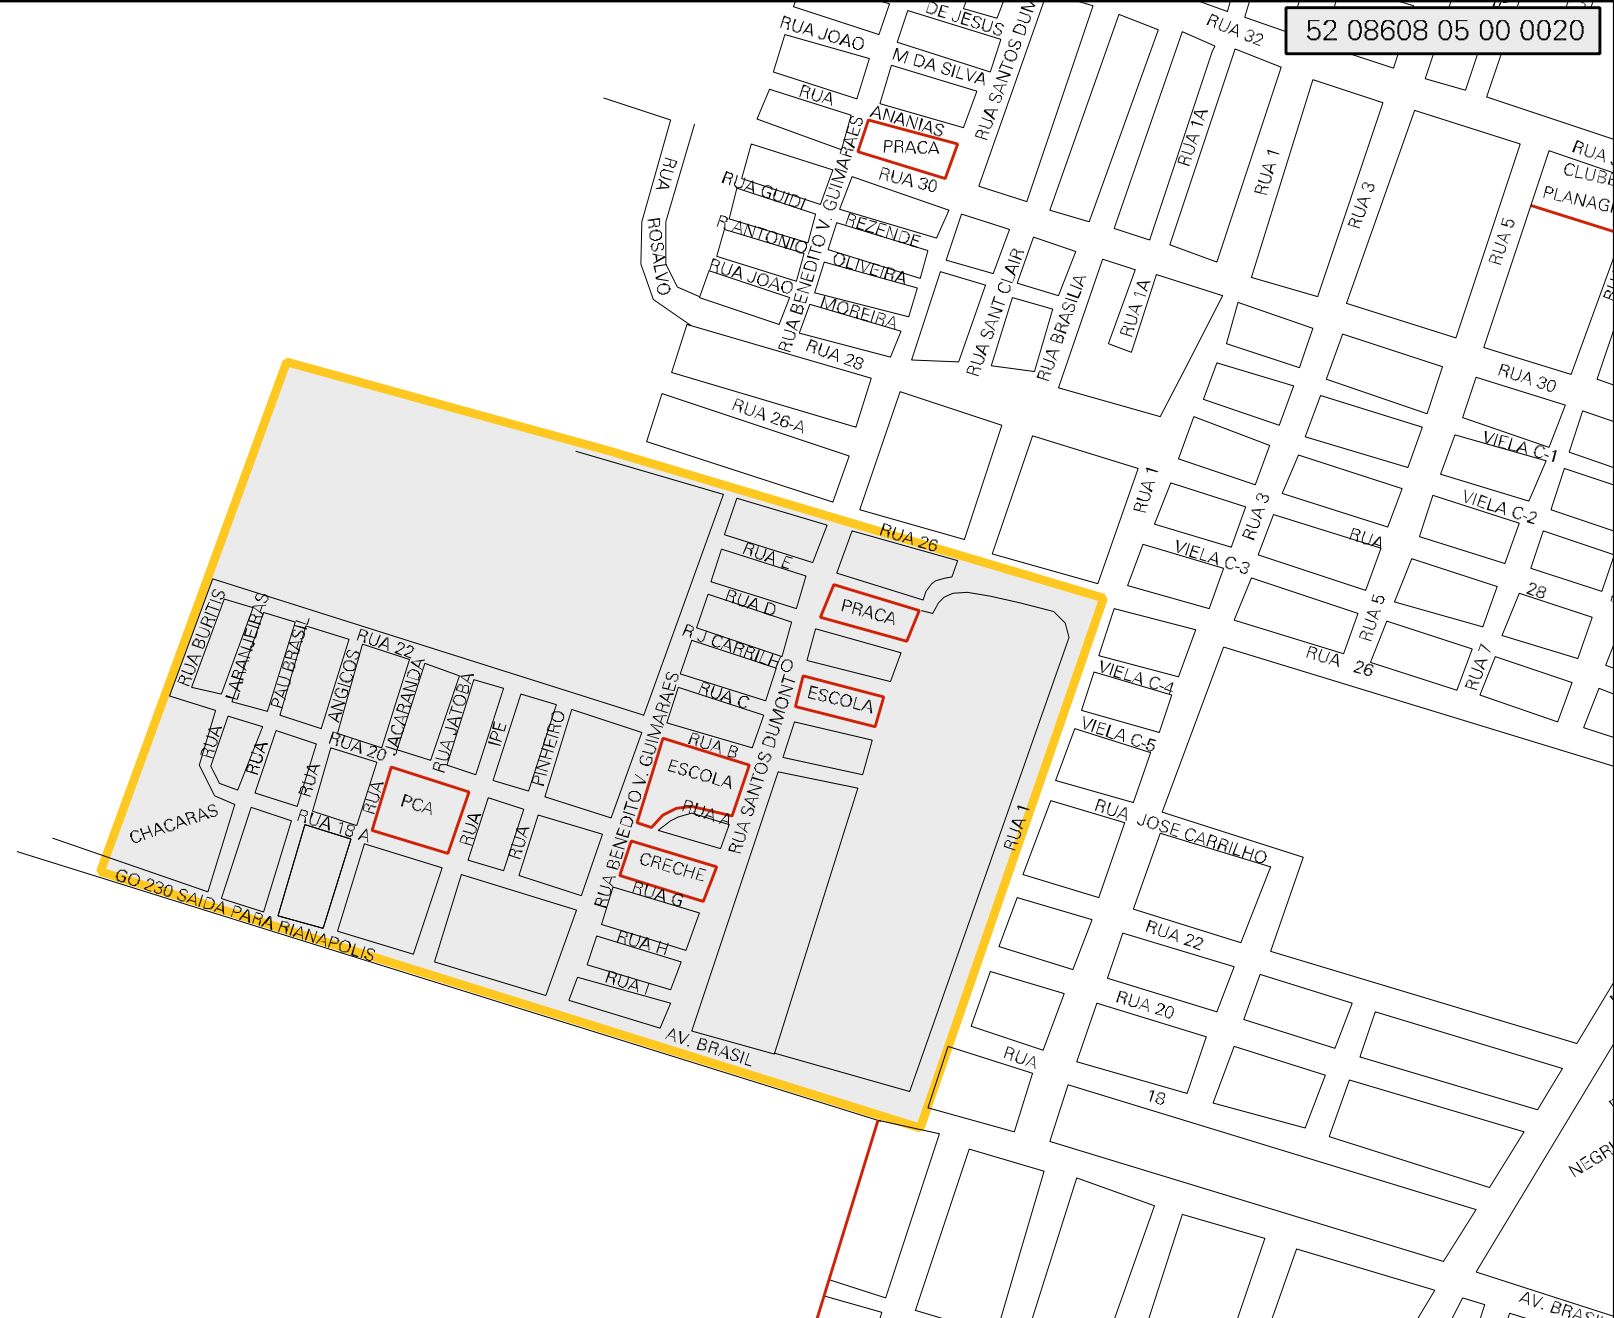 52 08608 05 00 0020
DE JESUS
RUA JOAO
RUA 32
M DA SILVA
RUA SANTOS DUM
RUA
ANANIAS
PRACA
RUA 1A
RUA
CLUBE
PLANAG
RUA
RUA 30
RUA 1
RUA 3
RUA GUIDI
REZENDE
RUA 5
R.ANTONIO
ROSALVO
OLIVEIRA
RUA JOAO
RUA BENEDITO V. GUIMARAES
MOREIRA
RUA SANT CLAIR
RUA BRASILIA
RUA 1A
RUA 28
RUA 30
RUA 26-A
VIELA C-1
RUA 1
VIELA C-2
RUA 3
RUA 26
RUA
RUA E
VIELA C-3
28
RUA D
PRACA
RUA 5
R J CARRILHO
RUA 26
RUA 7
RUA BURITIS
LARANJEIRAS
PAU BRASIL
RUA 22
ANGICOS
JACARANDA
RUA JATOBA
IPE
PINHEIRO
VIELA C-4
RUA C
ESCOLA
VIELA C-5
RUA B
RUA 20
RUA
RUA
RUA
RUA
ESCOLA
PCA
RUA A
RUA BENEDITO V. GUIMARAES
RUA SANTOS DUMONT
RUA 1
RUA JOSE CARRILHO
CHACARAS
RUA 18 A
RUA
RUA
CRECHE
RUA G
GO 230 SAIDA PARA RIANAPOLIS
RUA H
RUA 22
RUA I
RUA 20
AV. BRASIL
RUA
18
NEGR
AV. BRASIL